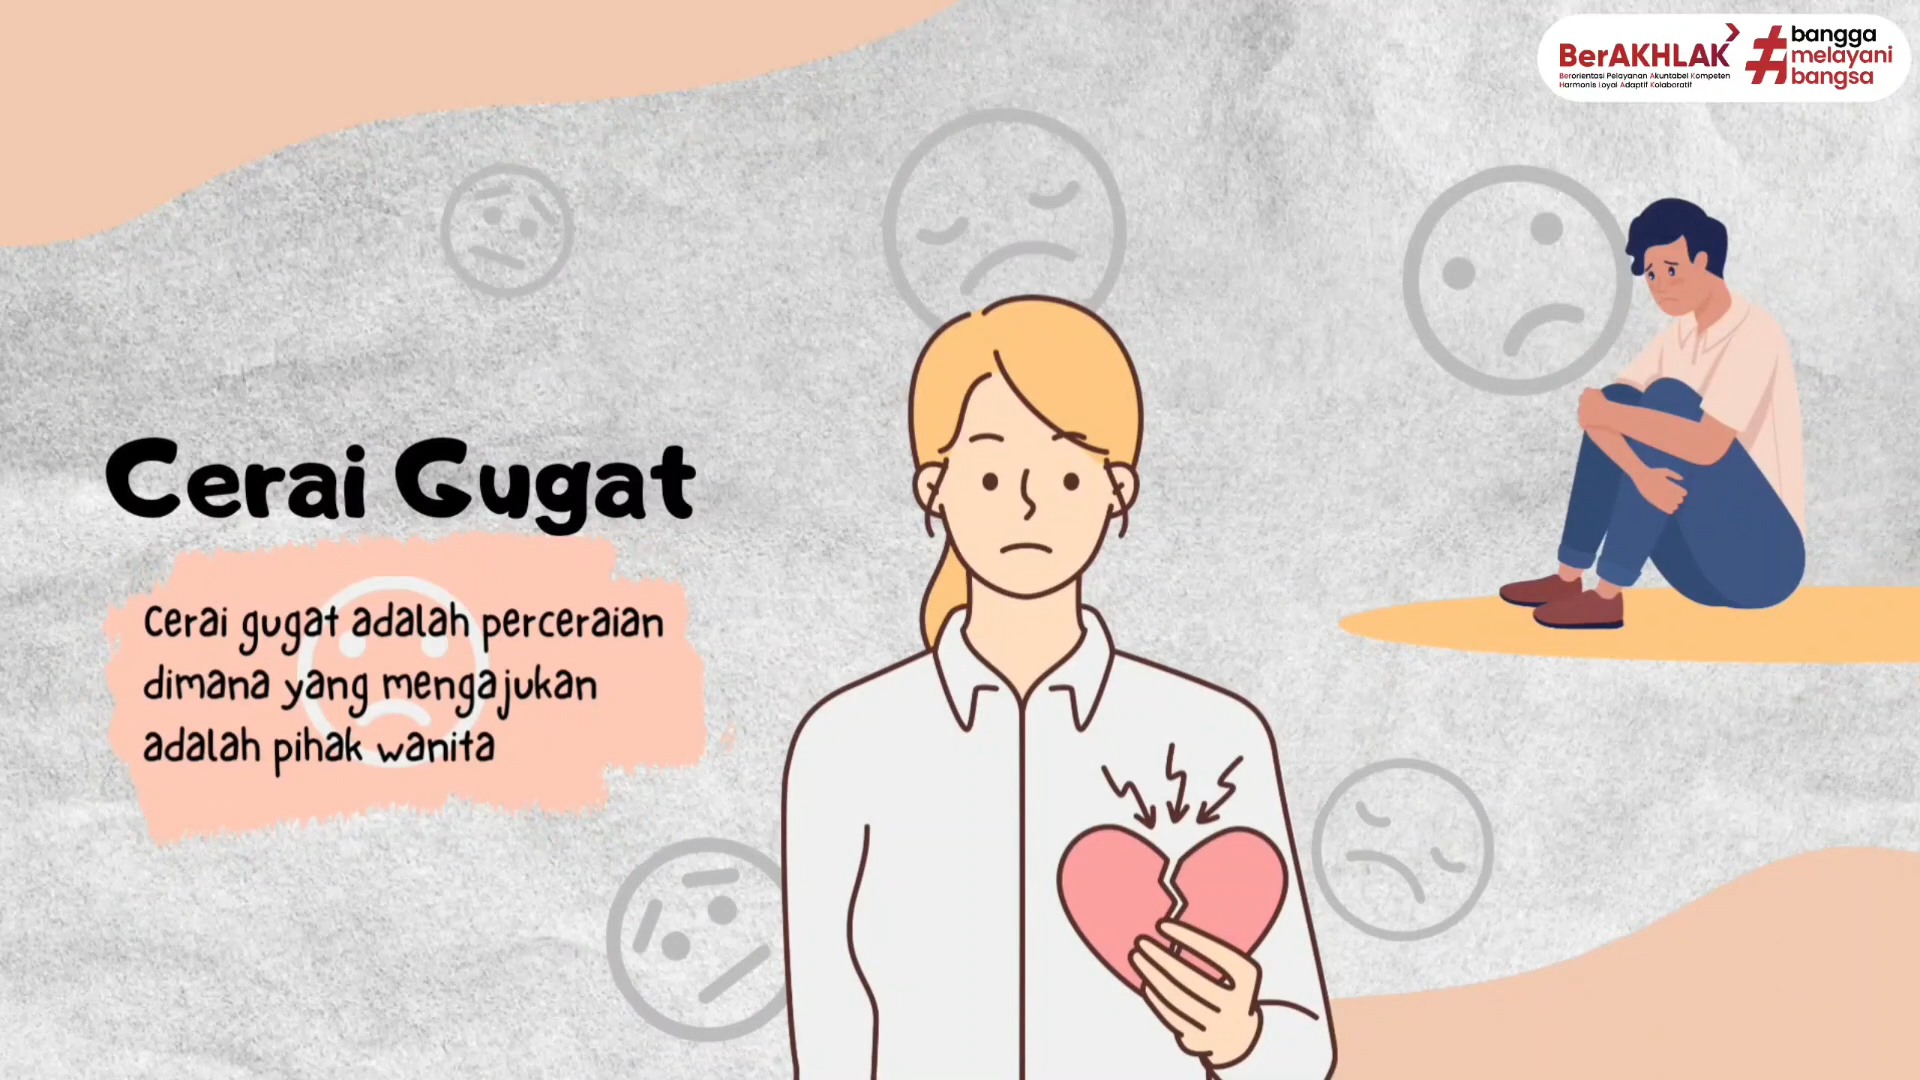 BerAKHLAK
Berorientasi Pelayanan Akuntabel Kompeten
Harmonis Loyal Adaptif Kolaboratif
#bangga
melayani
bangsa
Cerai Gugat
Cerai gugat adalah perceraian
dimana yang mengajukan
adalah pihak wanita